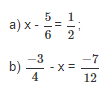 a) x - 5/6 = 1/2;
b) -3/4 - x = -7/12